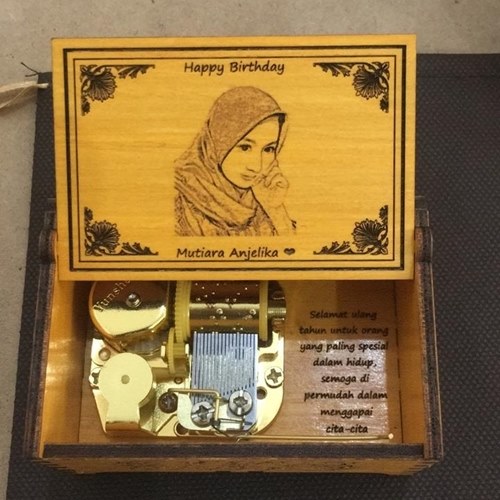 Happy Birthday
Mutiara Anjelika ❤
Yunsheng
Selamat ulang
tahun untuk orang
yang paling spesial
dalam hidup,
semoga di
permudah dalam
menggapai
cita-cita